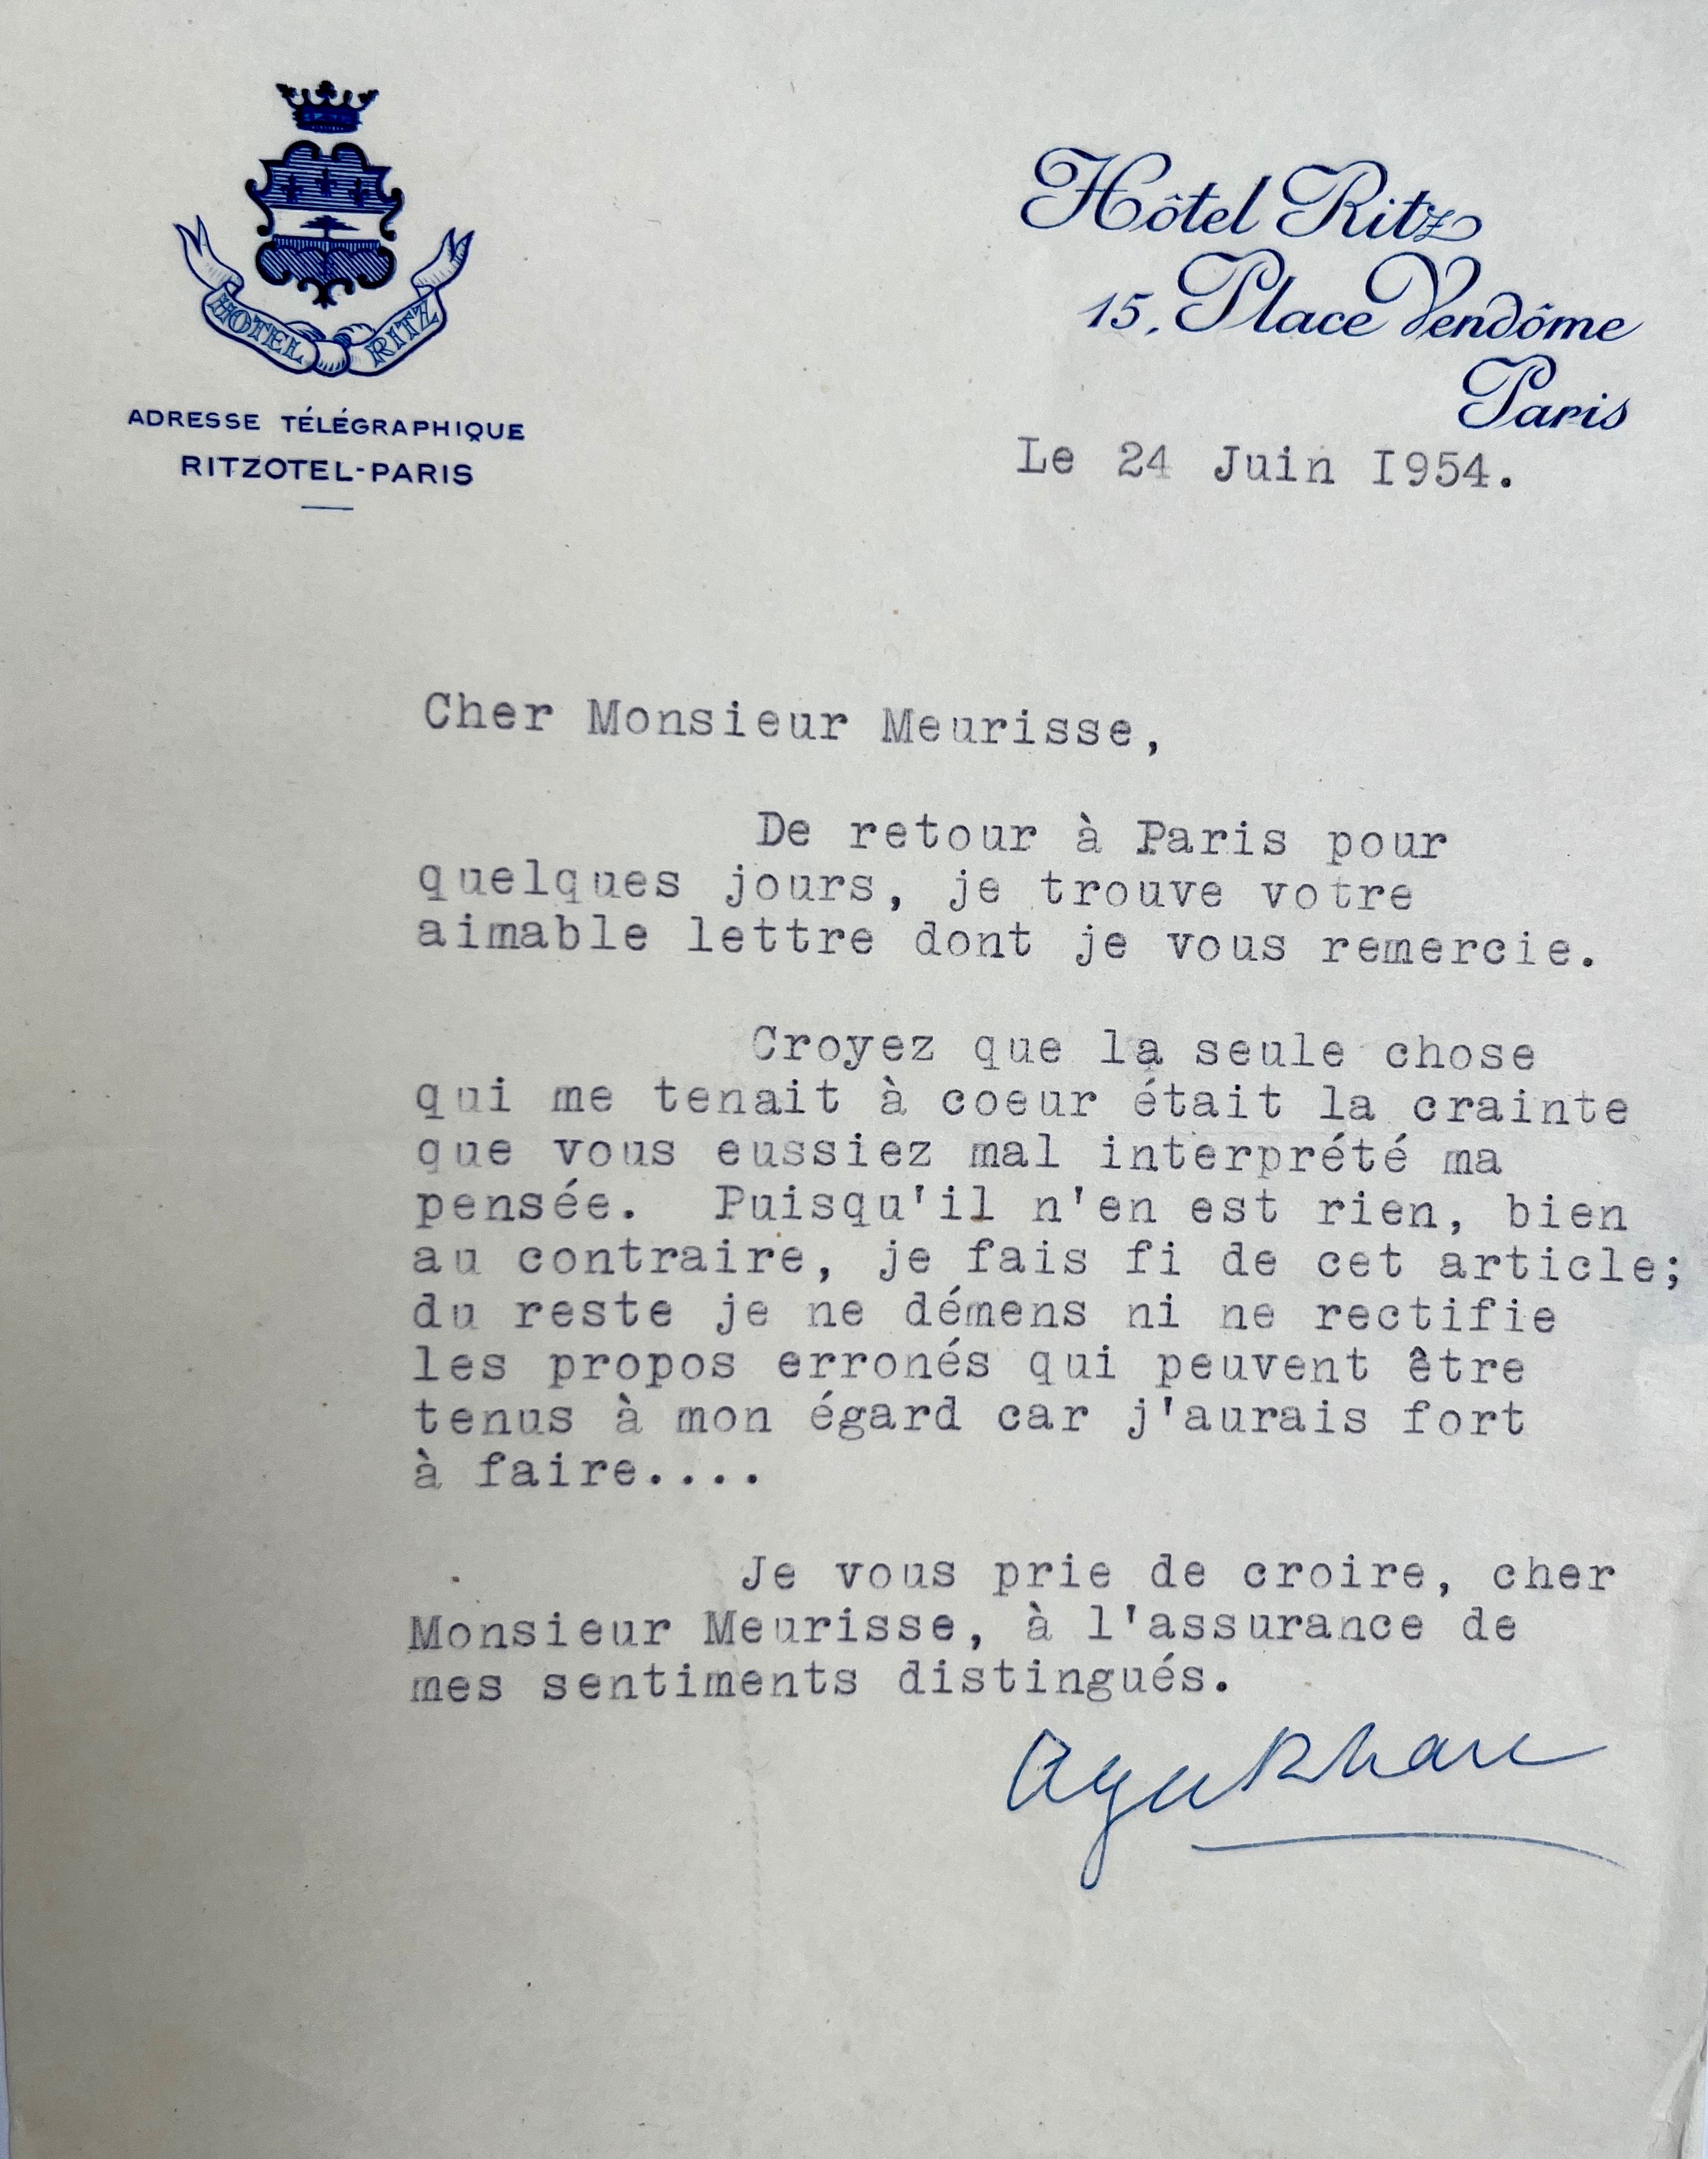 HOTEL RITZ
ADRESSE TÉLÉGRAPHIQUE
RITZOTEL-PARIS
Hôtel Ritz
15, Place Vendôme
Paris
Le 24 Juin I954.
Cher Monsieur Meurisse,
De retour à Paris pour
quelques jours, je trouve votre
aimable lettre dont je vous remercie.
Croyez que la seule chose
qui me tenait à coeur était la crainte
que vous eussiez mal interprété ma
pensée. Puisqu'il n'en est rien, bien
au contraire, je fais fi de cet article;
du reste je ne démens ni ne rectifie
les propos erronés qui peuvent être
tenus à mon égard car j'aurais fort
à faire....
Je vous prie de croire, cher
Monsieur Meurisse, à l'assurance de
mes sentiments distingués.
Aga Khan